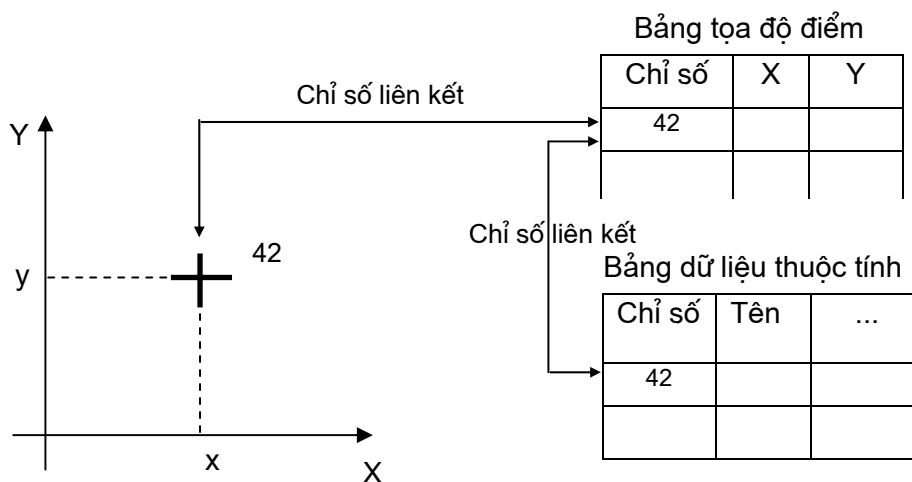 Bảng tọa độ điểm
Chỉ số X Y
Chỉ số liên kết
42
Y
Chỉ số liên kết
42
y
Bảng dữ liệu thuộc tính
Chỉ số Tên ...
42
x
X